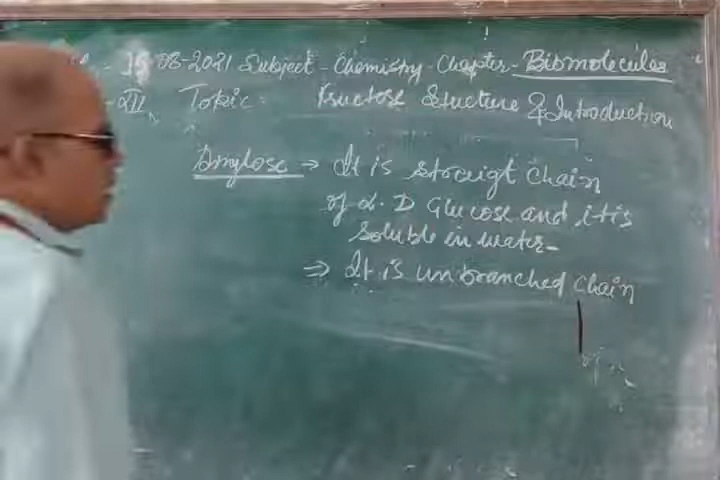 15-08-2021 Subject - Chemistry Chapter - Biomolecules
- XII Topic: Fructose Structure & Introduction
Amylose → It is straigt chain
of α. D Glucose and it is
soluble in water-
⇒ It is unbranched chain